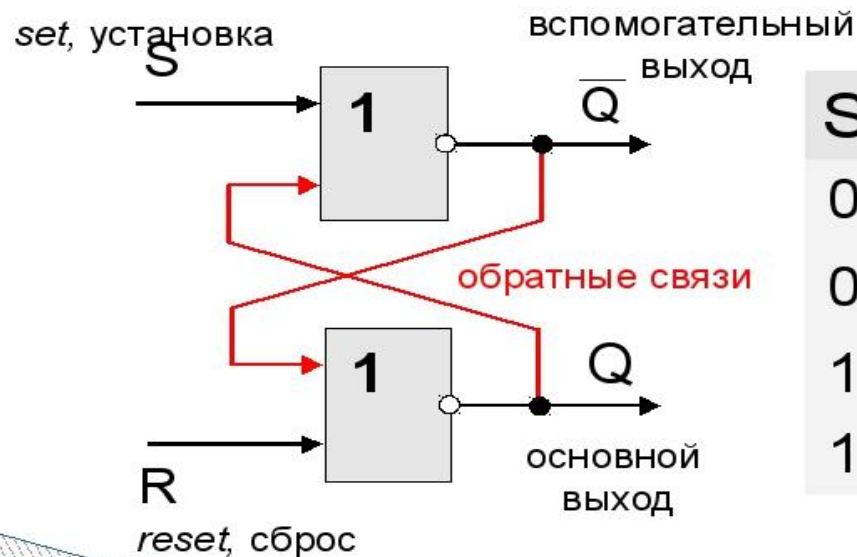 set, установка
S
вспомогательный
выход
Q̅
1
обратные связи
1
Q
основной
выход
R
reset, сброс
S
0
0
1
1